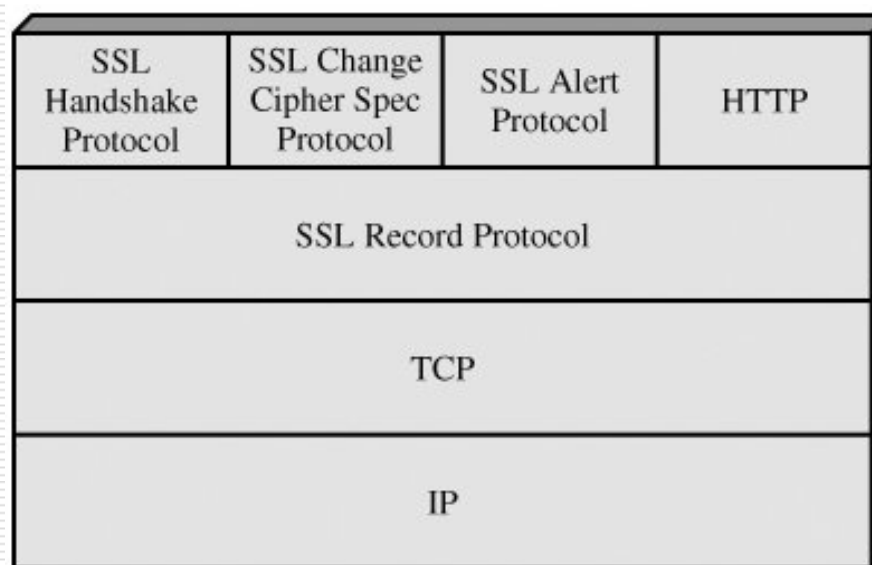 SSL
Handshake
Protocol
SSL Change
Cipher Spec
Protocol
SSL Alert
Protocol
HTTP
SSL Record Protocol
TCP
IP